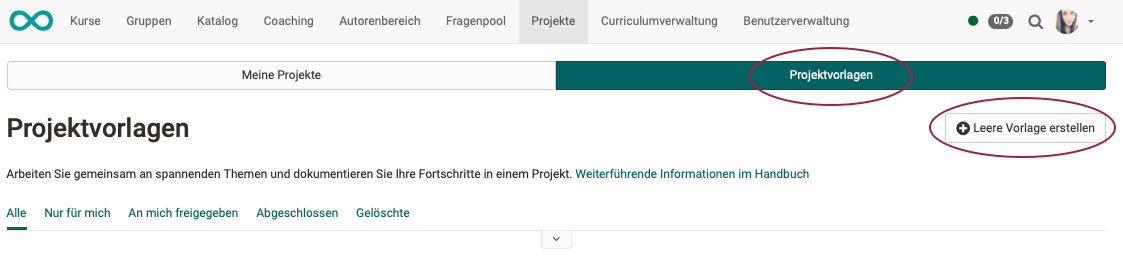 Kurse Gruppen Katalog Coaching Autorenbereich Fragenpool Projekte Curriculumverwaltung Benutzerverwaltung 0/3
Meine Projekte Projektvorlagen
Projektvorlagen Leere Vorlage erstellen
Arbeiten Sie gemeinsam an spannenden Themen und dokumentieren Sie Ihre Fortschritte in einem Projekt. Weiterführende Informationen im Handbuch
Alle Nur für mich An mich freigegeben Abgeschlossen Gelöschte